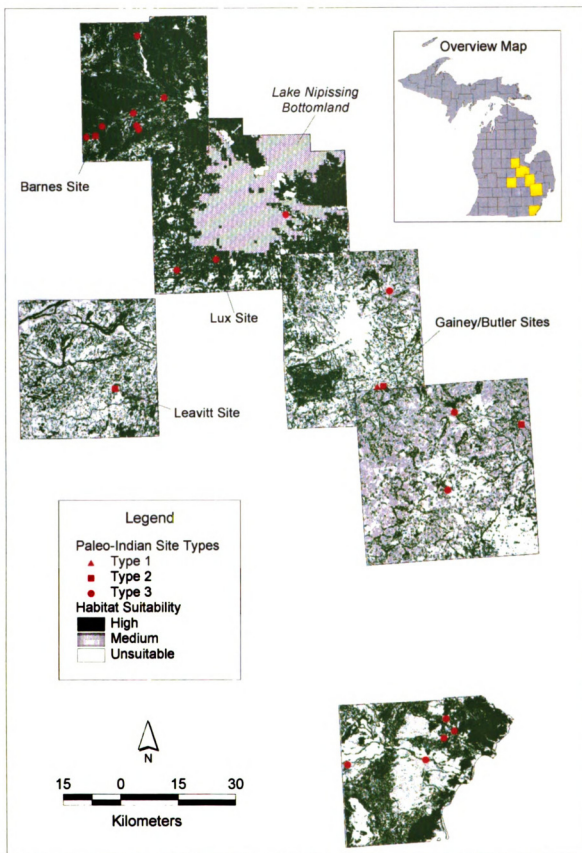 Overview Map
Lake Nipissing
Bottomland
Barnes Site
Lux Site
Gainey/Butler Sites
Leavitt Site
Legend
Paleo-Indian Site Types
Type 1
Type 2
Type 3
Habitat Suitability
High
Medium
Unsuitable
N
15 0 15 30
Kilometers